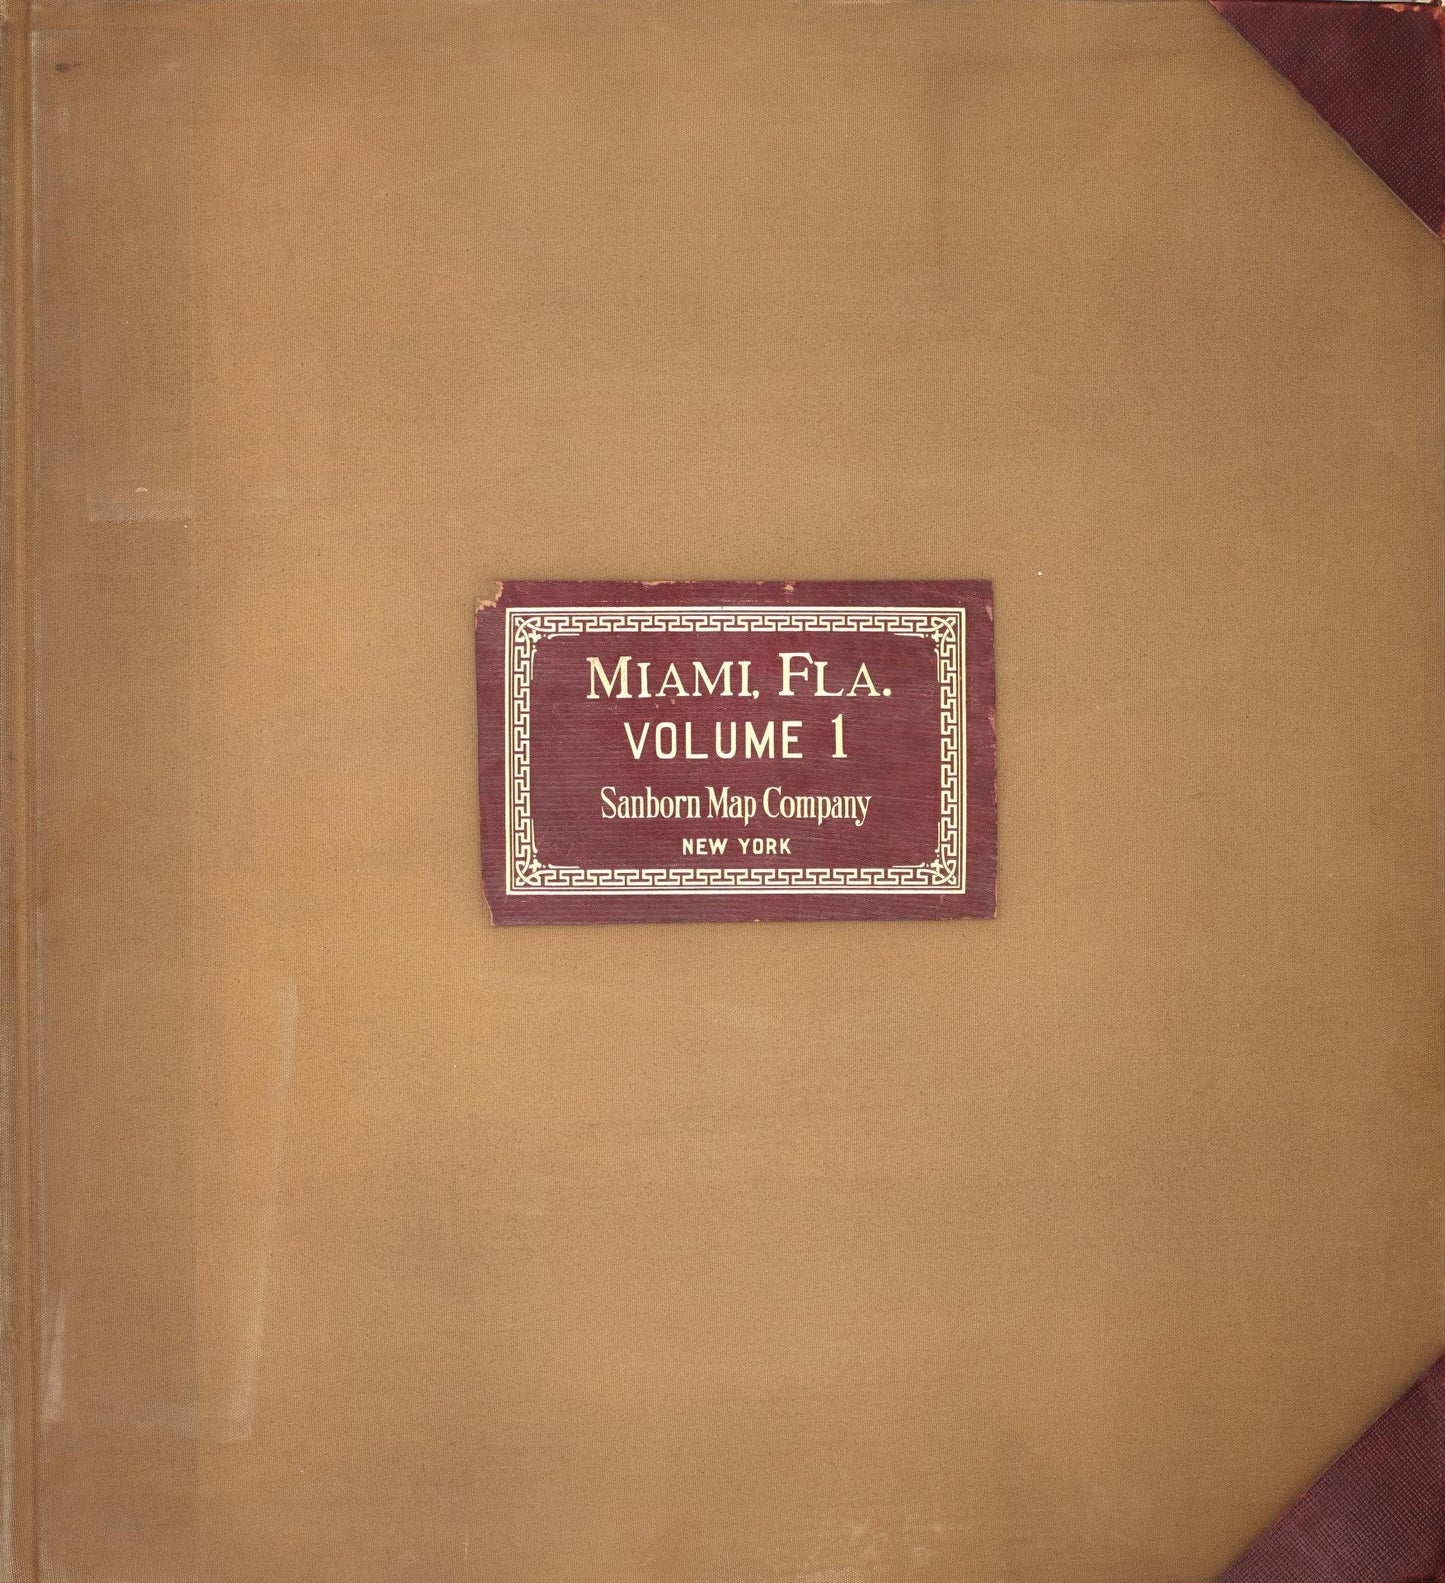 MIAMI, FLA.
VOLUME 1
Sanborn Map Company
NEW YORK